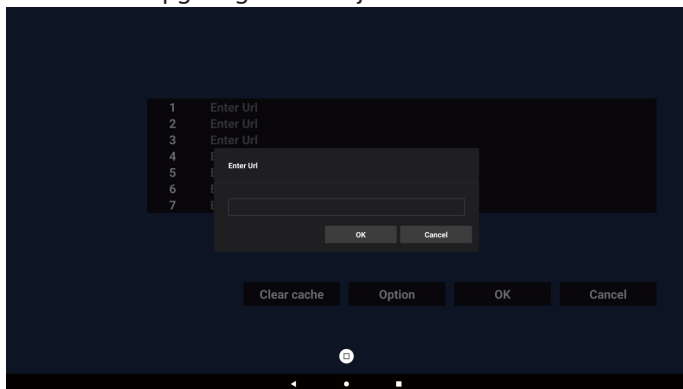 1 Enter Url
2 Enter Url
3 Enter Url
4
5
6
7
Enter Url
OK Cancel
Clear cache Option OK Cancel